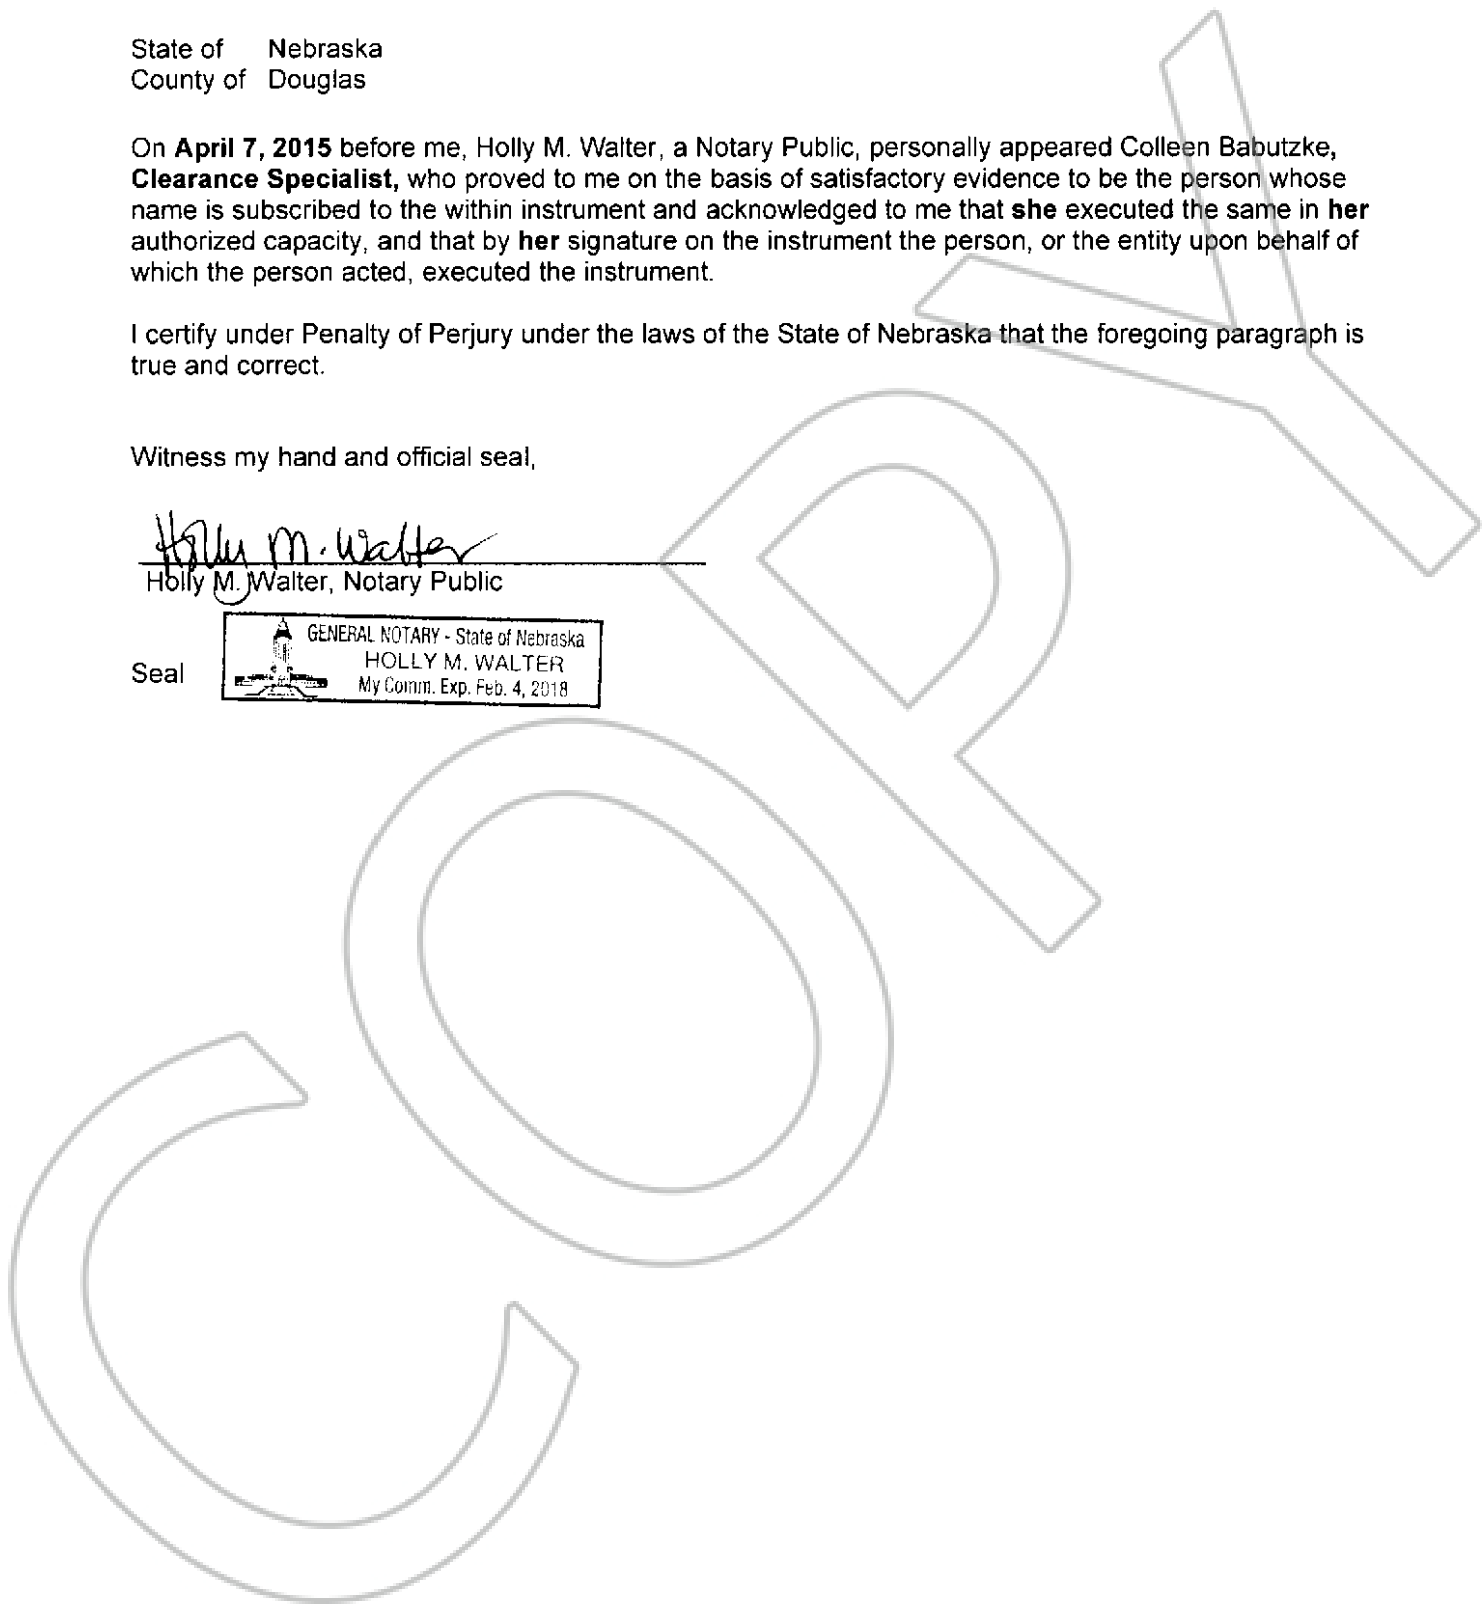 State of Nebraska
County of Douglas
On April 7, 2015 before me, Holly M. Walter, a Notary Public, personally appeared Colleen Babutzke,
Clearance Specialist, who proved to me on the basis of satisfactory evidence to be the person whose
name is subscribed to the within instrument and acknowledged to me that she executed the same in her
authorized capacity, and that by her signature on the instrument the person, or the entity upon behalf of
which the person acted, executed the instrument.
I certify under Penalty of Perjury under the laws of the State of Nebraska that the foregoing paragraph is
true and correct.
Witness my hand and official seal,
Holly M. Walter
Holly M. Walter, Notary Public
Seal
GENERAL NOTARY - State of Nebraska
HOLLY M. WALTER
My Comm. Exp. Feb. 4, 2018
COPY